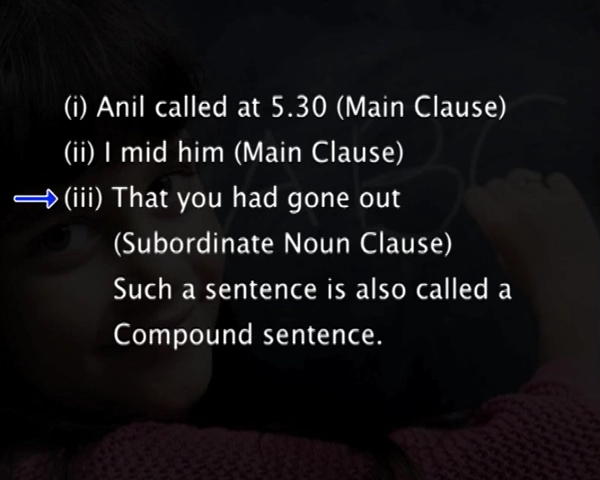 (i) Anil called at 5.30 (Main Clause)
(ii) I mid him (Main Clause)
(iii) That you had gone out
(Subordinate Noun Clause)
Such a sentence is also called a
Compound sentence.
ABC